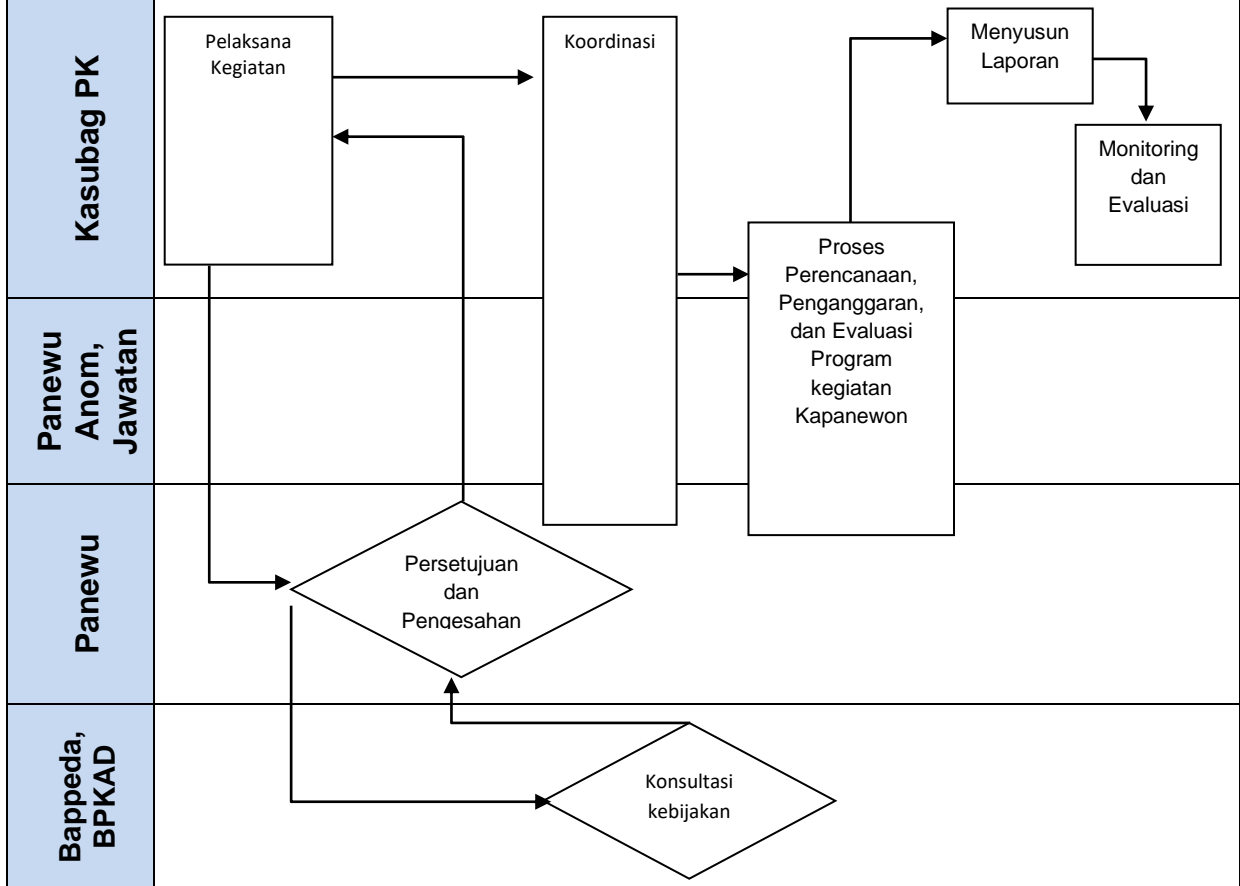 Kasubag PK
Pelaksana
Kegiatan
Koordinasi
Menyusun
Laporan
Monitoring
dan
Evaluasi
Proses
Perencanaan,
Penganggaran,
dan Evaluasi
Program
kegiatan
Kapanewon
Panewu
Anom,
Jawatan
Panewu
Persetujuan
dan
Pengesahan
Bappeda,
BPKAD
Konsultasi
kebijakan